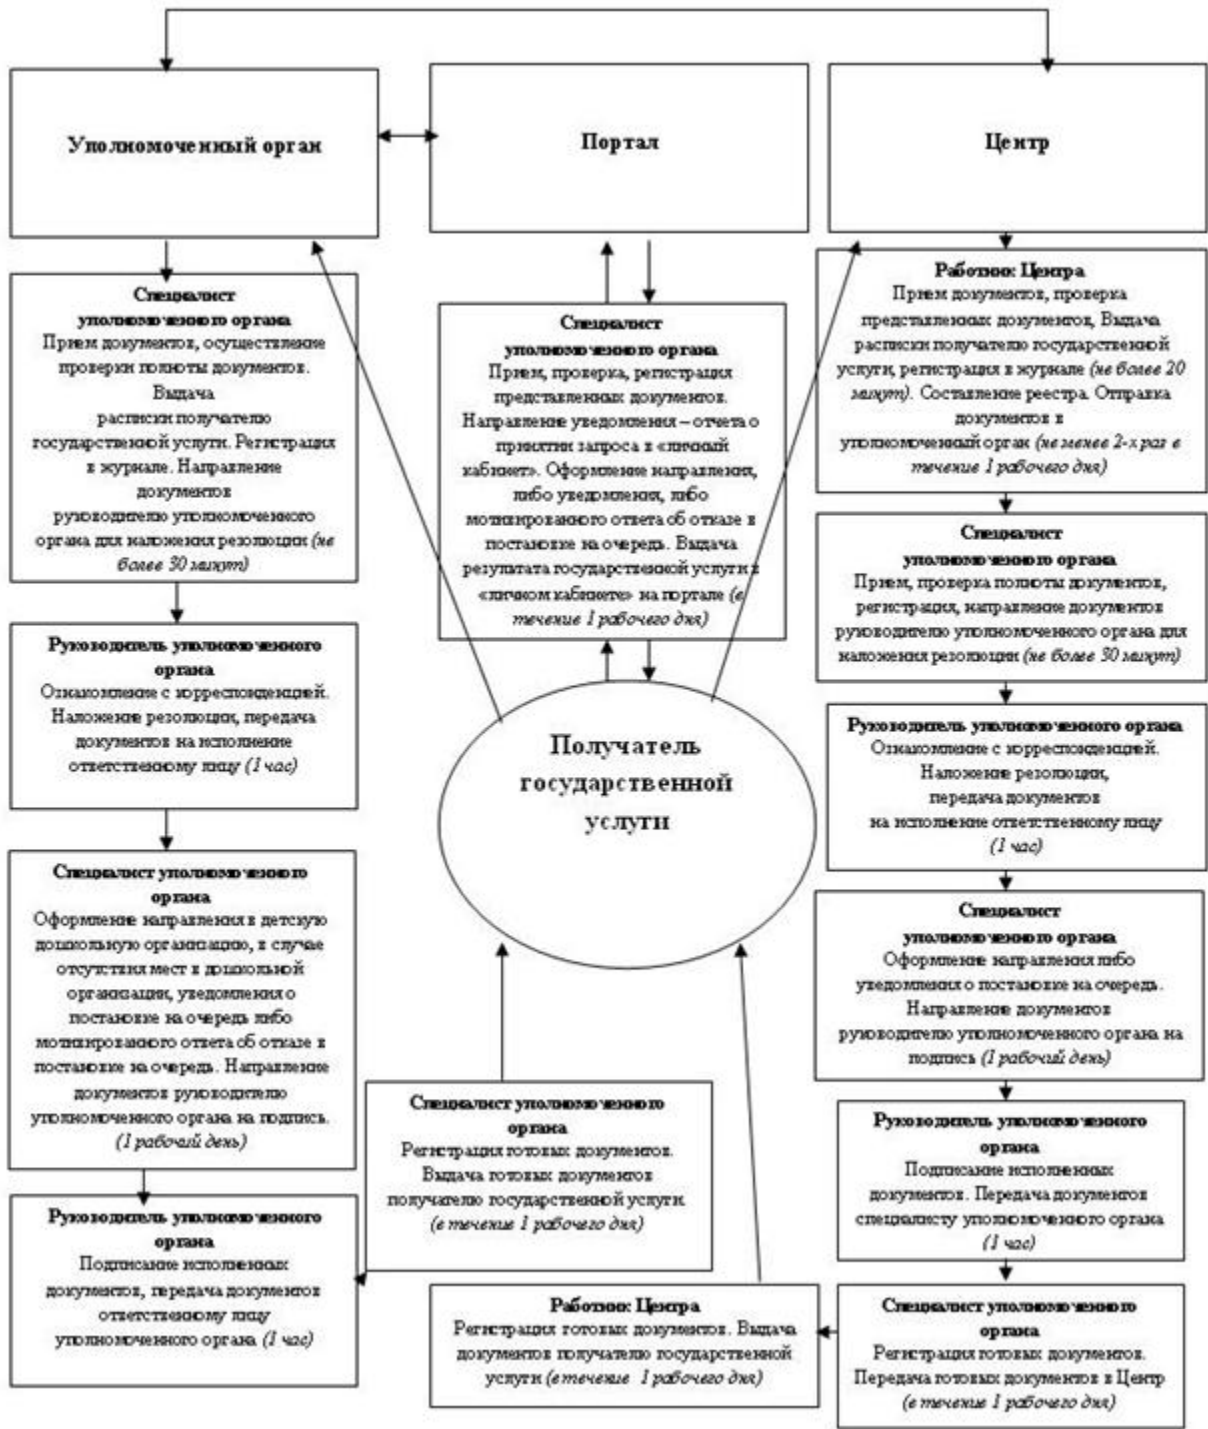 Уполномоченный орган
Портал
Центр
Специалист
уполномоченного органа
Прием документов, осуществление
проверки полноты документов.
Выдача
расписки получателю
государственной услуги. Регистрация
в журнале. Направление
документов
руководителю уполномоченного
органа для наложения резолюции (не
более 30 минут)
Руководитель уполномоченного
органа
Ознакомление с корреспонденцией.
Наложение резолюции, передача
документов на исполнение
ответственному лицу (1 час)
Специалист уполномоченного
органа
Оформление направления в детскую
дошкольную организацию, в случае
отсутствия мест в дошкольной
организации, уведомления о
постановке на очередь либо
мотивированного ответа об отказе в
постановке на очередь. Направление
документов руководителю
уполномоченного органа на подпись.
(1 рабочий день)
Руководитель уполномоченного
органа
Подписание исполненных
документов, передача документов
ответственному лицу
уполномоченного органа (1 час)
Специалист
уполномоченного органа
Прием, проверка, регистрация
представленных документов.
Направление уведомления – отчета о
принятии запроса в «личный
кабинет». Оформление направления,
либо уведомления, либо
мотивированного ответа об отказе в
постановке на очередь. Выдача
результата государственной услуги в
«личном кабинете» на портале (в
течение 1 рабочего дня)
Получатель
государственной
услуги
Специалист уполномоченного
органа
Регистрация готовых документов.
Выдача готовых документов
получателю государственной услуги
(в течение 1 рабочего дня)
Работник Центра
Регистрация готовых документов. Выдача
документов получателю государственной
услуги (в течение 1 рабочего дня)
Работник Центра
Прием документов, проверка
представленных документов, Выдача
расписки получателю государственной
услуги, регистрация в журнале (не более 20
минут). Составление реестра. Отправка
документов в
уполномоченный орган (не менее 2-х раз в
течение 1 рабочего дня)
Специалист
уполномоченного органа
Прием, проверка полноты документов,
регистрация, направление документов
руководителю уполномоченного органа для
наложения резолюции (не более 30 минут)
Руководитель уполномоченного органа
Ознакомление с корреспонденцией.
Наложение резолюции,
передача документов
на исполнение ответственному лицу
(1 час)
Специалист
уполномоченного органа
Оформление направления либо
уведомления о постановке на очередь.
Направление документов
руководителю уполномоченного органа на
подпись (1 рабочий день)
Руководитель уполномоченного
органа
Подписание исполненных
документов. Передача документов
специалисту уполномоченного органа
(1 час)
Специалист уполномоченного
органа
Регистрация готовых документов.
Передача готовых документов в Центр
(в течение 1 рабочего дня)